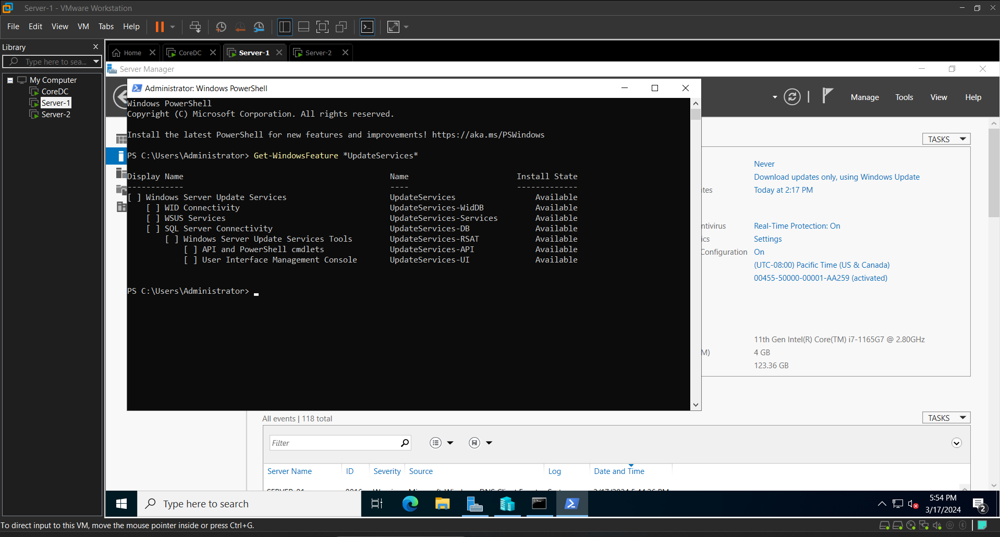 Server-1 - VMware Workstation
File Edit View VM Tabs Help
Library
Type here to sea...
My Computer
CoreDC
Server-1
Server-2
Home CoreDC Server-1 Server-2
Server Manager
Manage Tools View Help
Administrator: Windows PowerShell
Windows PowerShell
Copyright (C) Microsoft Corporation. All rights reserved.
Install the latest PowerShell for new features and improvements! https://aka.ms/PSWindows
PS C:\Users\Administrator> Get-WindowsFeature *UpdateServices*
Display Name Name Install State
------------ ---- -------------
[ ] Windows Server Update Services UpdateServices Available
[ ] WID Connectivity UpdateServices-WidDB Available
[ ] WSUS Services UpdateServices-Services Available
[ ] SQL Server Connectivity UpdateServices-DB Available
[ ] Windows Server Update Services Tools UpdateServices-RSAT Available
[ ] API and PowerShell cmdlets UpdateServices-API Available
[ ] User Interface Management Console UpdateServices-UI Available
PS C:\Users\Administrator>
TASKS
Never
Download updates only, using Windows Update
tes Today at 2:17 PM
ntivirus Real-Time Protection: On
ics Settings
Configuration On
(UTC-08:00) Pacific Time (US & Canada)
00455-50000-00001-AA259 (activated)
11th Gen Intel(R) Core(TM) i7-1165G7 @ 2.80GHz
M) 4 GB
123.36 GB
All events | 118 total
TASKS
Filter
Server Name ID Severity Source Log Date and Time
Type here to search
5:54 PM
3/17/2024
2
To direct input to this VM, move the mouse pointer inside or press Ctrl+G.